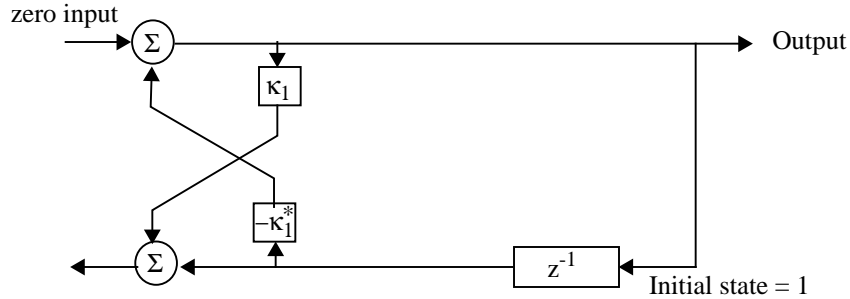 zero input
Σ
Output
κ₁
–κ₁*
Σ
z⁻¹
Initial state = 1